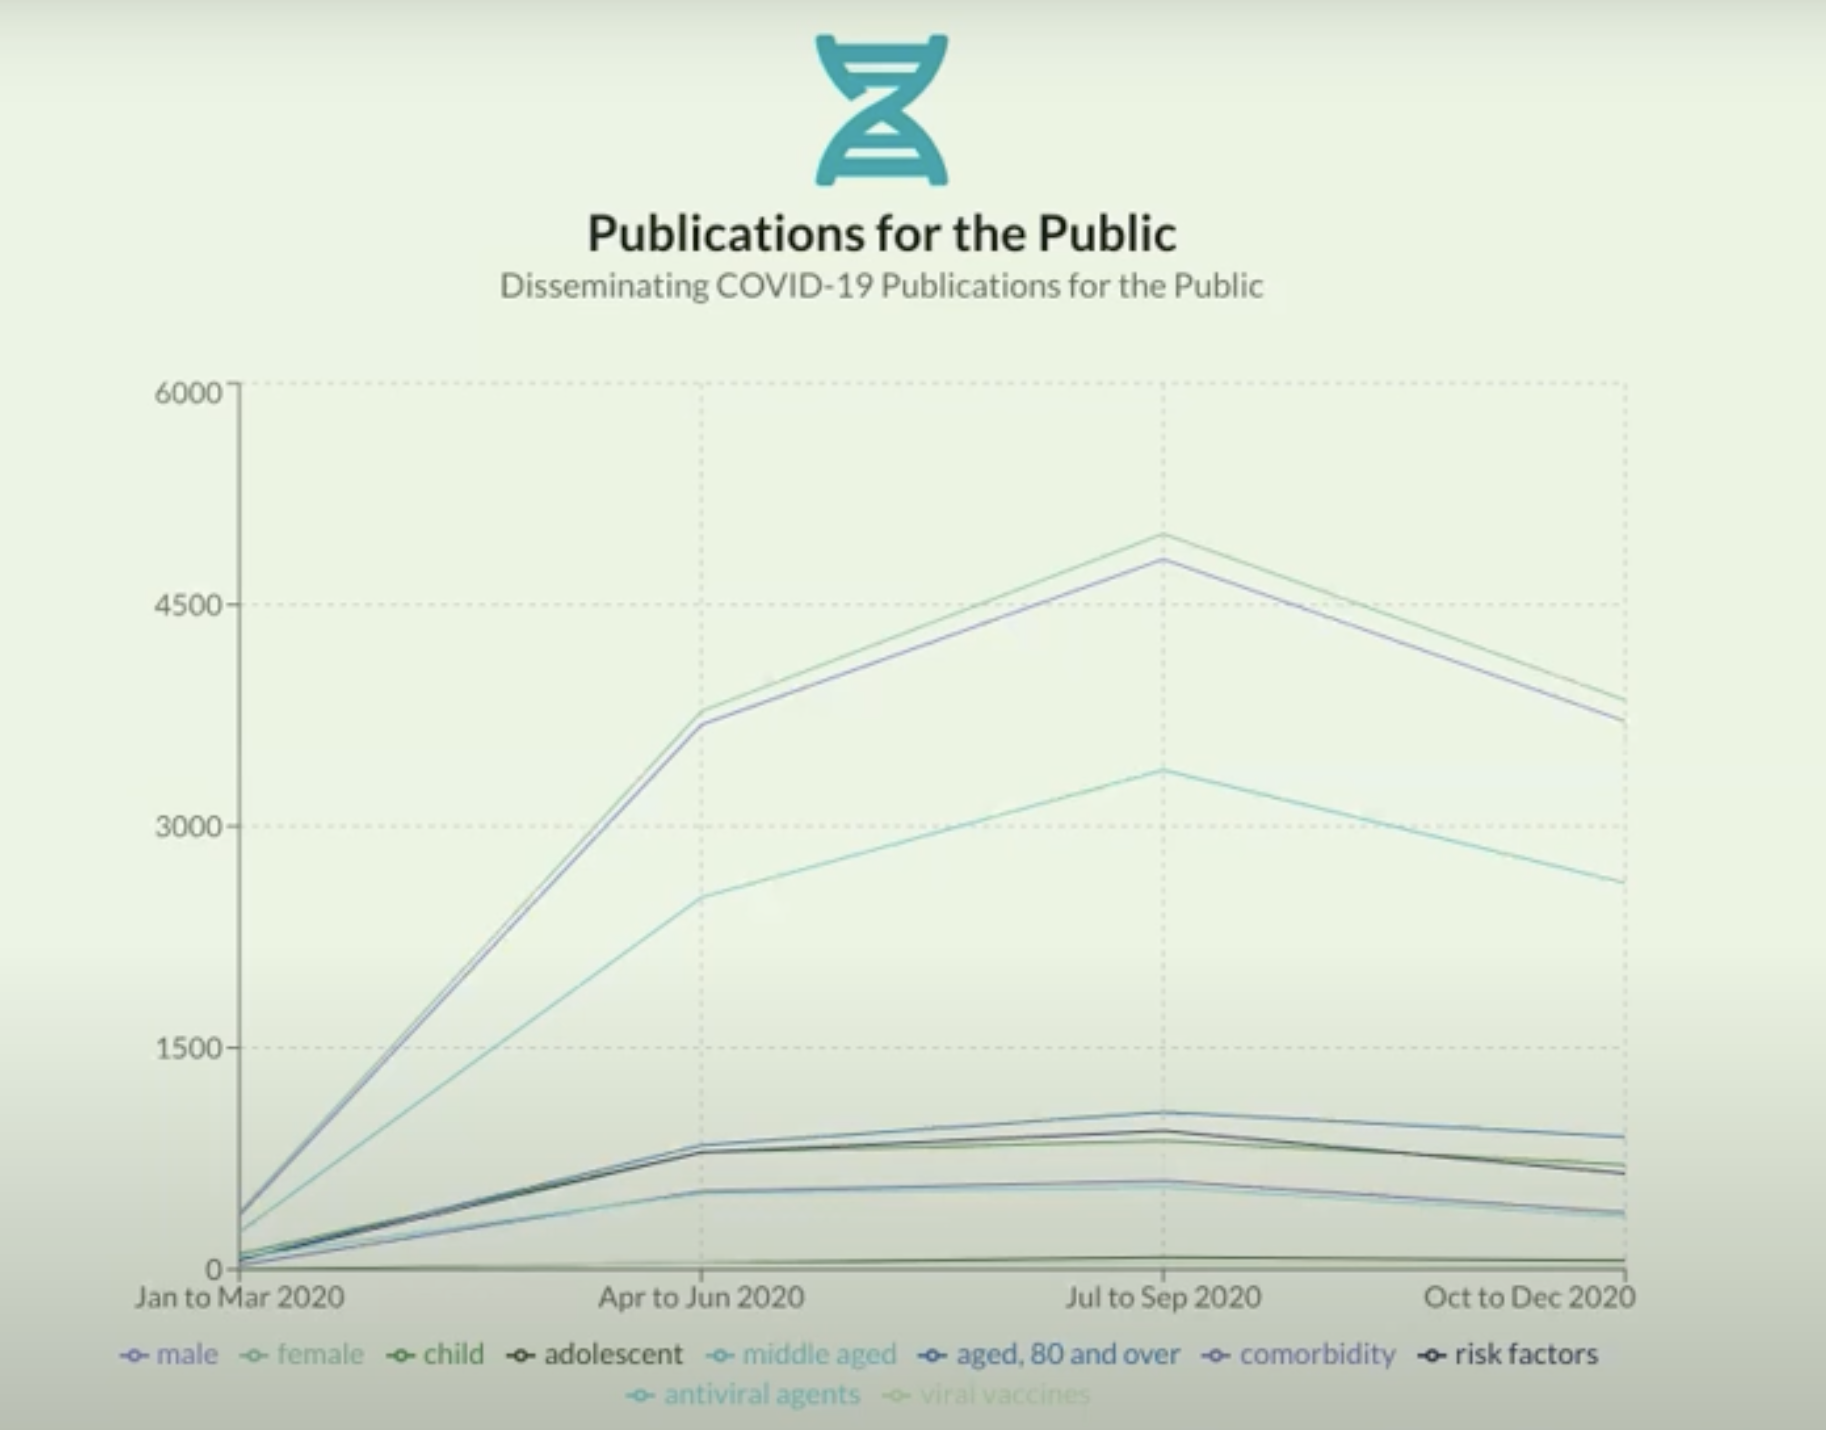 Publications for the Public
Disseminating COVID-19 Publications for the Public
6000
4500
3000
1500
0
Jan to Mar 2020 Apr to Jun 2020 Jul to Sep 2020 Oct to Dec 2020
male female child adolescent middle aged aged, 80 and over comorbidity risk factors
antiviral agents viral vaccines